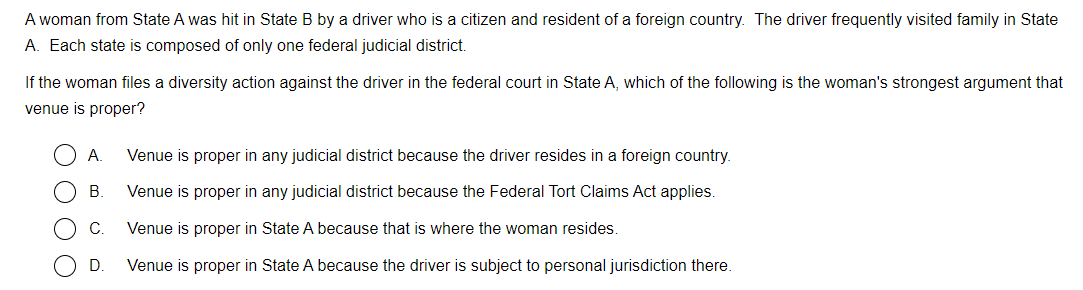 A woman from State A was hit in State B by a driver who is a citizen and resident of a foreign country.  The driver frequently visited family in State
A.  Each state is composed of only one federal judicial district.
If the woman files a diversity action against the driver in the federal court in State A, which of the following is the woman's strongest argument that
venue is proper?
A. Venue is proper in any judicial district because the driver resides in a foreign country.
B. Venue is proper in any judicial district because the Federal Tort Claims Act applies.
C. Venue is proper in State A because that is where the woman resides.
D. Venue is proper in State A because the driver is subject to personal jurisdiction there.